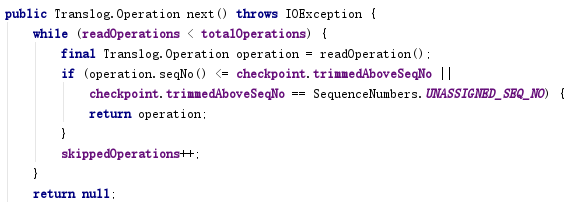 public Translog.Operation next() throws IOException {
    while (readOperations < totalOperations) {
        final Translog.Operation operation = readOperation();
        if (operation.seqNo() <= checkpoint.trimmedAboveSeqNo ||
            checkpoint.trimmedAboveSeqNo == SequenceNumbers.UNASSIGNED_SEQ_NO) {
            return operation;
        }
        skippedOperations++;
    }
    return null;